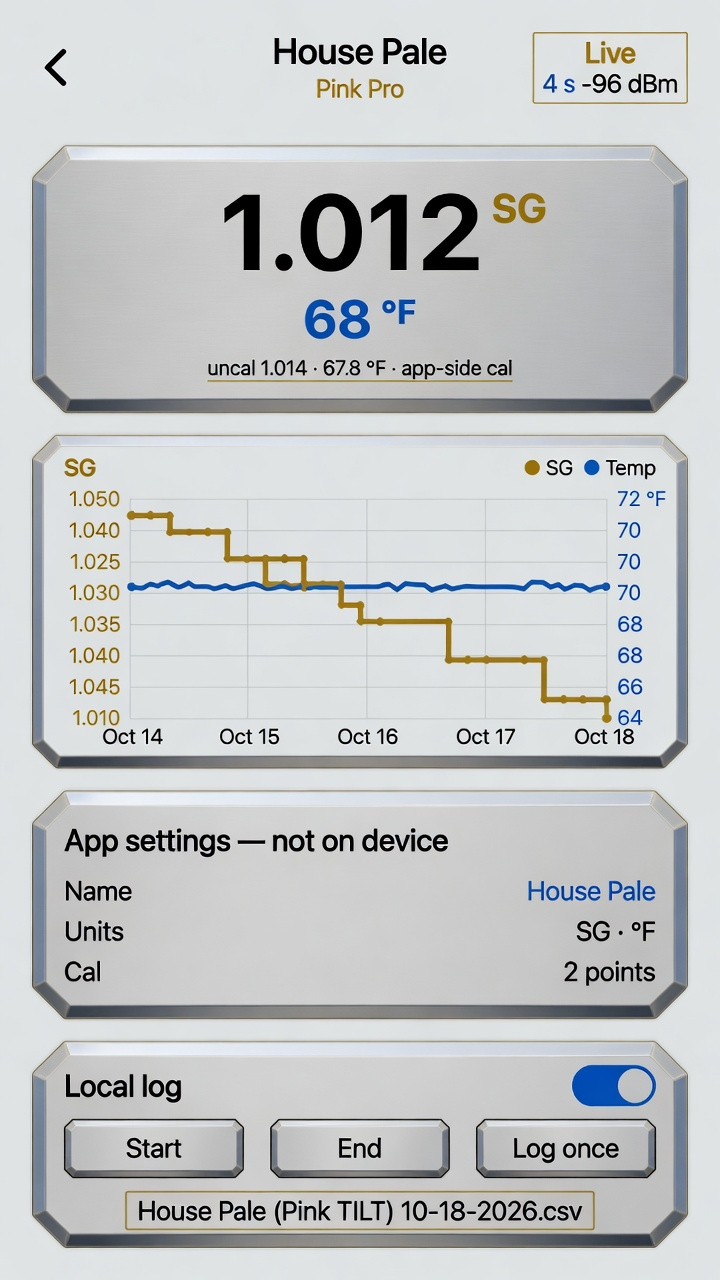 House Pale
Pink Pro
Live
4 s -96 dBm
1.012 SG
68 °F
uncal 1.014 · 67.8 °F · app-side cal
SG
SG Temp
1.050 72 °F
1.040 70
1.025 70
1.030 70
1.035 68
1.040 68
1.045 66
1.010 64
Oct 14 Oct 15 Oct 16 Oct 17 Oct 18
App settings — not on device
Name House Pale
Units SG · °F
Cal 2 points
Local log
Start End Log once
House Pale (Pink TILT) 10-18-2026.csv